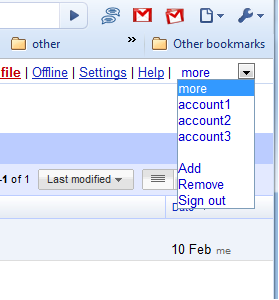 other
»
Other bookmarks
file | Offline | Settings | Help | more
more
account1
account2
account3
Add
Remove
Sign out
-1 of 1
Last modified
10 Feb me